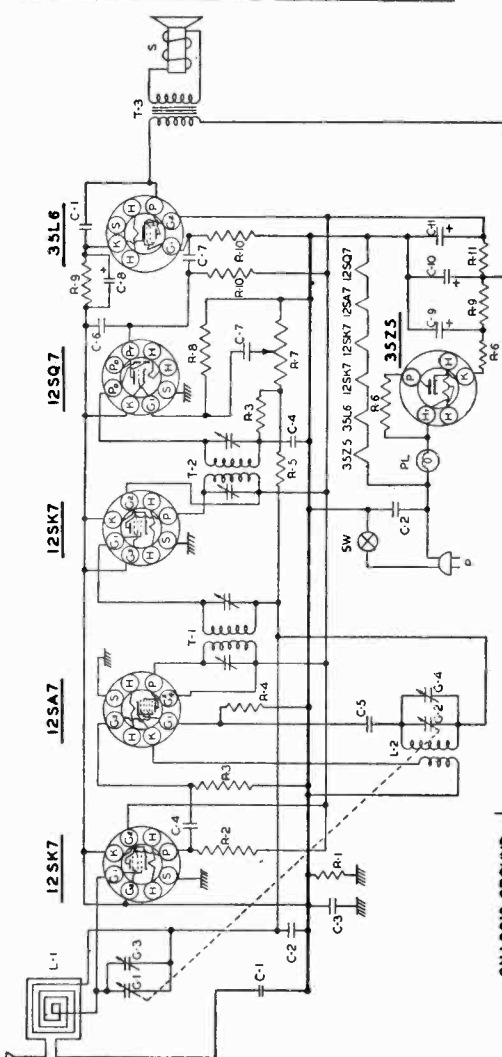 L-1
12SK7
12SA7
12SK7
12SQ7
35L6
T-3
S
G-1
G-3
K
H
P
S
C-4
R-2
R-3
S
H
P
K
R-4
T-1
K
H
P
S
T-2
K
H
H
S
R-3
C-6
R-9
C-8
C-1
K
S
H
P
H
C-7
R-10
R-10
R-8
C-7
R-7
C-4
R-5
C-1
C-2
C-3
R-1
C-5
L-2
G-2
G-4
SW
C-2
P
PL
35Z5 35L6 12SK7 12SK7 12SA7 12SQ7
R-6
35Z5
P
H
H
K
R-6
C-9
C-10
C-11
R-9
R-11